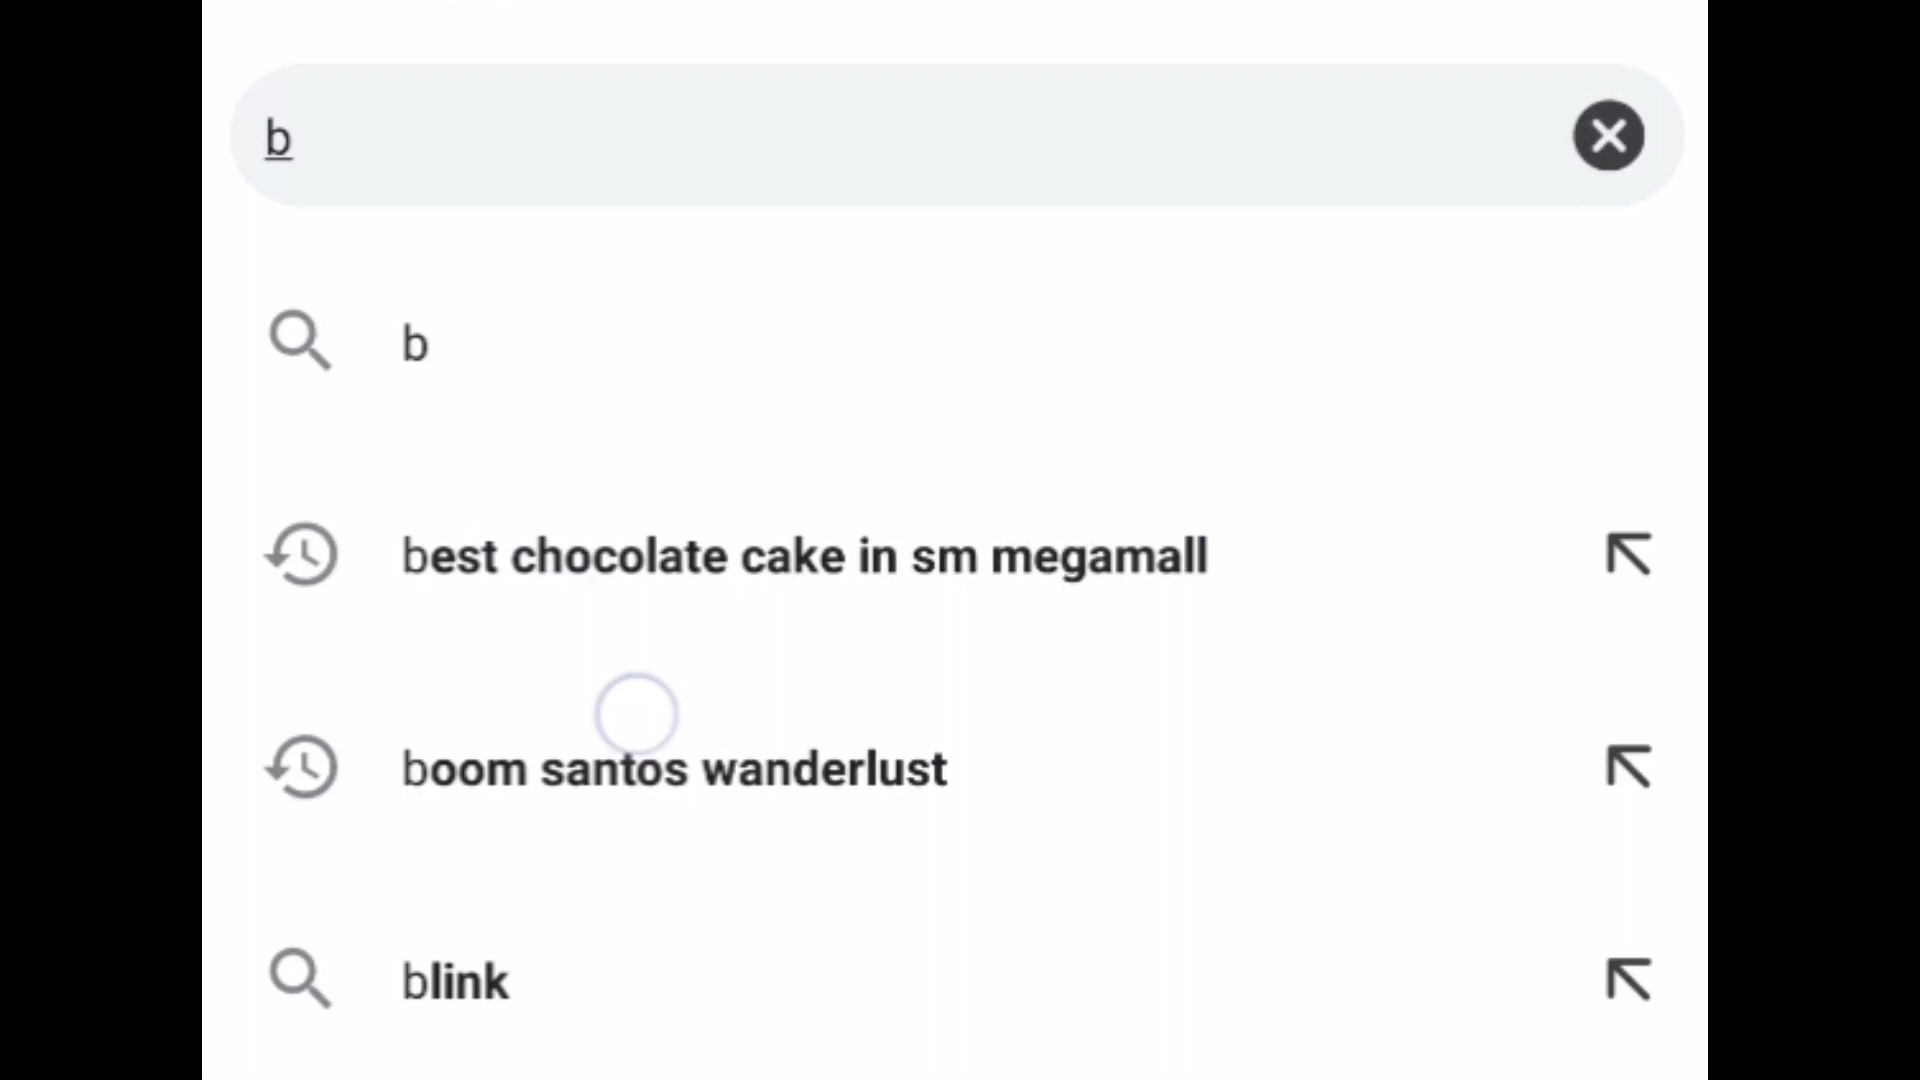 b
b
best chocolate cake in sm megamall
boom santos wanderlust
blink